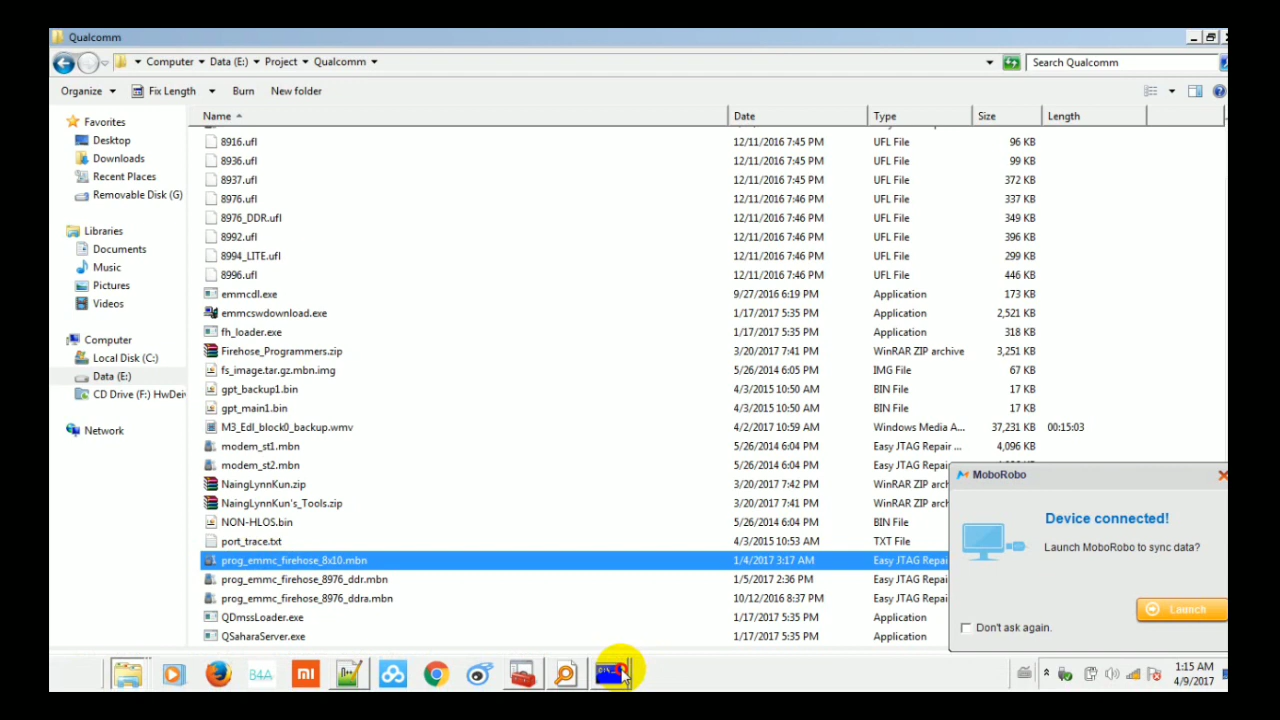 Qualcomm
Computer Data (E:) Project Qualcomm
Search Qualcomm
Organize Fix Length Burn New folder
Name Date Type Size Length
Favorites
Desktop
Downloads
Recent Places
Removable Disk (G)
Libraries
Documents
Music
Pictures
Videos
Computer
Local Disk (C:)
Data (E:)
CD Drive (F:) HwDeiv
Network
8916.ufl 12/11/2016 7:45 PM UFL File 96 KB
8936.ufl 12/11/2016 7:45 PM UFL File 99 KB
8937.ufl 12/11/2016 7:45 PM UFL File 372 KB
8976.ufl 12/11/2016 7:45 PM UFL File 337 KB
8976_DDR.ufl 12/11/2016 7:45 PM UFL File 349 KB
8992.ufl 12/11/2016 7:46 PM UFL File 396 KB
8994_LITE.ufl 12/11/2016 7:46 PM UFL File 299 KB
8996.ufl 12/11/2016 7:46 PM UFL File 446 KB
emmcdl.exe 9/27/2016 6:19 PM Application 173 KB
emmcswdownload.exe 1/17/2017 5:35 PM Application 2,521 KB
fh_loader.exe 1/17/2017 5:35 PM Application 318 KB
Firehose_Programmers.zip 3/20/2017 7:41 PM WinRAR ZIP archive 3,251 KB
fs_image.tar.gz.mbn.img 5/26/2014 6:05 PM IMG File 67 KB
gpt_backup1.bin 4/3/2015 10:50 AM BIN File 17 KB
gpt_main1.bin 4/3/2015 10:50 AM BIN File 17 KB
M3_Edl_block0_backup.wmv 4/2/2017 10:59 AM Windows Media A... 37,231 KB 00:15:03
modem_st1.mbn 5/26/2014 6:04 PM Easy JTAG Repair ... 4,096 KB
modem_st2.mbn 5/26/2014 6:04 PM Easy JTAG Repai
NaingLynnKun.zip 3/20/2017 7:42 PM WinRAR ZIP arch
NaingLynnKun's_Tools.zip 3/20/2017 7:41 PM WinRAR ZIP arch
NON-HLOS.bin 5/26/2014 6:04 PM BIN File
port_trace.txt 4/3/2015 10:53 AM TXT File
prog_emmc_firehose_8x10.mbn 1/4/2017 3:17 AM Easy JTAG Repai
prog_emmc_firehose_8976_ddr.mbn 1/5/2017 2:36 PM Easy JTAG Repai
prog_emmc_firehose_8976_ddra.mbn 10/12/2016 8:37 PM Easy JTAG Repai
QDmssLoader.exe 1/17/2017 5:35 PM Application
QSaharaServer.exe 1/17/2017 5:35 PM Application
MoboRobo
Device connected!
Launch MoboRobo to sync data?
Launch
Don't ask again.
B4A
mi
1:15 AM
4/9/2017